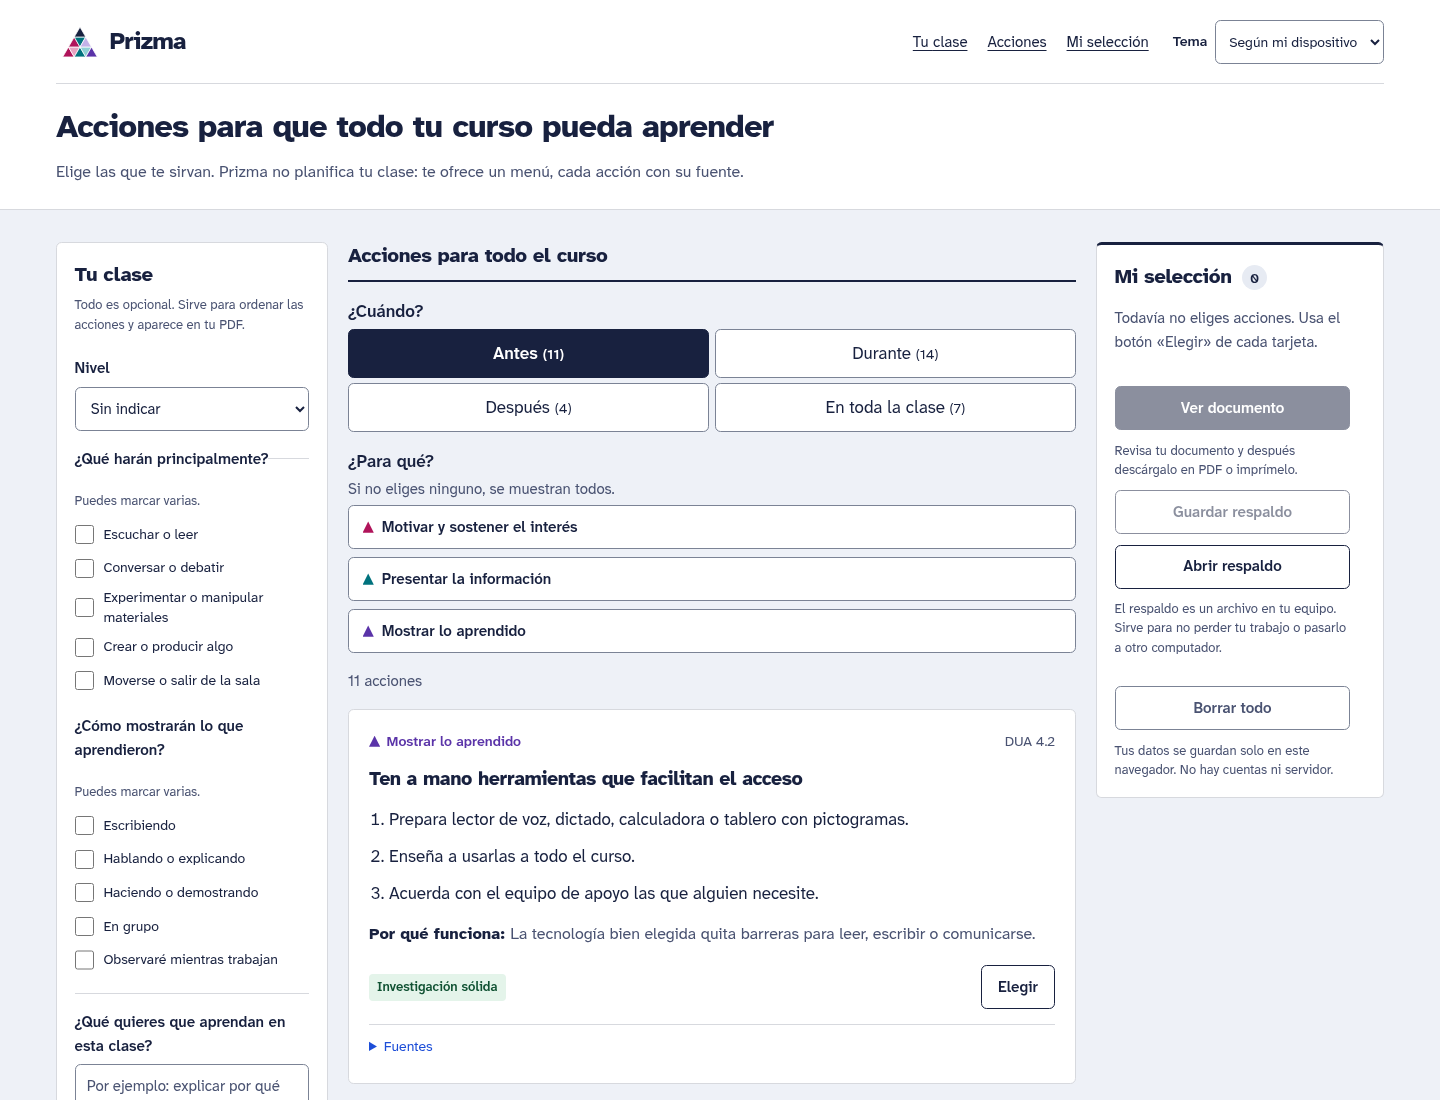 Prizma
Tu clase
Acciones
Mi selección
Tema
Según mi dispositivo
Acciones para que todo tu curso pueda aprender
Elige las que te sirvan. Prizma no planifica tu clase: te ofrece un menú, cada acción con su fuente.
Tu clase
Todo es opcional. Sirve para ordenar las
acciones y aparece en tu PDF.
Nivel
Sin indicar
¿Qué harán principalmente?
Puedes marcar varias.
Escuchar o leer
Conversar o debatir
Experimentar o manipular
materiales
Crear o producir algo
Moverse o salir de la sala
¿Cómo mostrarán lo que
aprendieron?
Puedes marcar varias.
Escribiendo
Hablando o explicando
Haciendo o demostrando
En grupo
Observaré mientras trabajan
¿Qué quieres que aprendan en
esta clase?
Por ejemplo: explicar por qué
Acciones para todo el curso
¿Cuándo?
Antes (11)
Durante (14)
Después (4)
En toda la clase (7)
¿Para qué?
Si no eliges ninguno, se muestran todos.
Motivar y sostener el interés
Presentar la información
Mostrar lo aprendido
11 acciones
Mostrar lo aprendido
DUA 4.2
Ten a mano herramientas que facilitan el acceso
1. Prepara lector de voz, dictado, calculadora o tablero con pictogramas.
2. Enseña a usarlas a todo el curso.
3. Acuerda con el equipo de apoyo las que alguien necesite.
Por qué funciona: La tecnología bien elegida quita barreras para leer, escribir o comunicarse.
Investigación sólida
Elegir
Fuentes
Mi selección 0
Todavía no eliges acciones. Usa el
botón «Elegir» de cada tarjeta.
Ver documento
Revisa tu documento y después
descárgalo en PDF o imprímelo.
Guardar respaldo
Abrir respaldo
El respaldo es un archivo en tu equipo.
Sirve para no perder tu trabajo o pasarlo
a otro computador.
Borrar todo
Tus datos se guardan solo en este
navegador. No hay cuentas ni servidor.